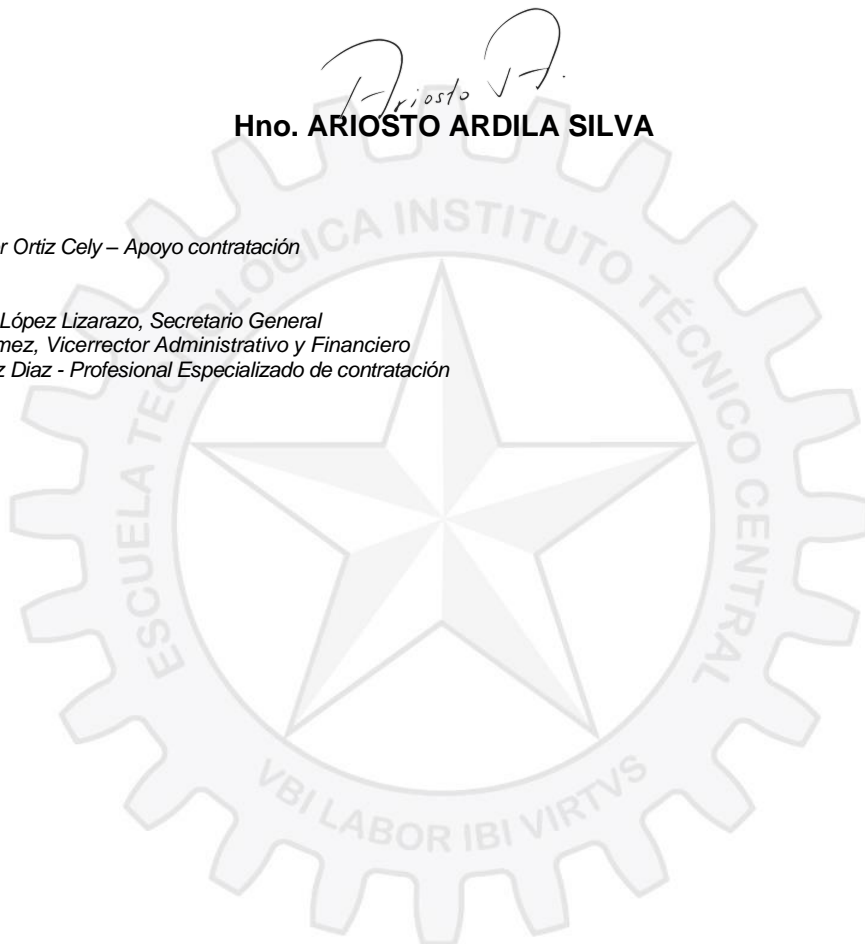 Ariosto A.
Hno. ARIOSTO ARDILA SILVA
r Ortiz Cely – Apoyo contratación
López Lizarazo, Secretario General
mez, Vicerrector Administrativo y Financiero
z Diaz - Profesional Especializado de contratación
ESCUELA TECNOLÓGICA INSTITUTO TÉCNICO CENTRAL
VBI LABOR IBI VIRTVS